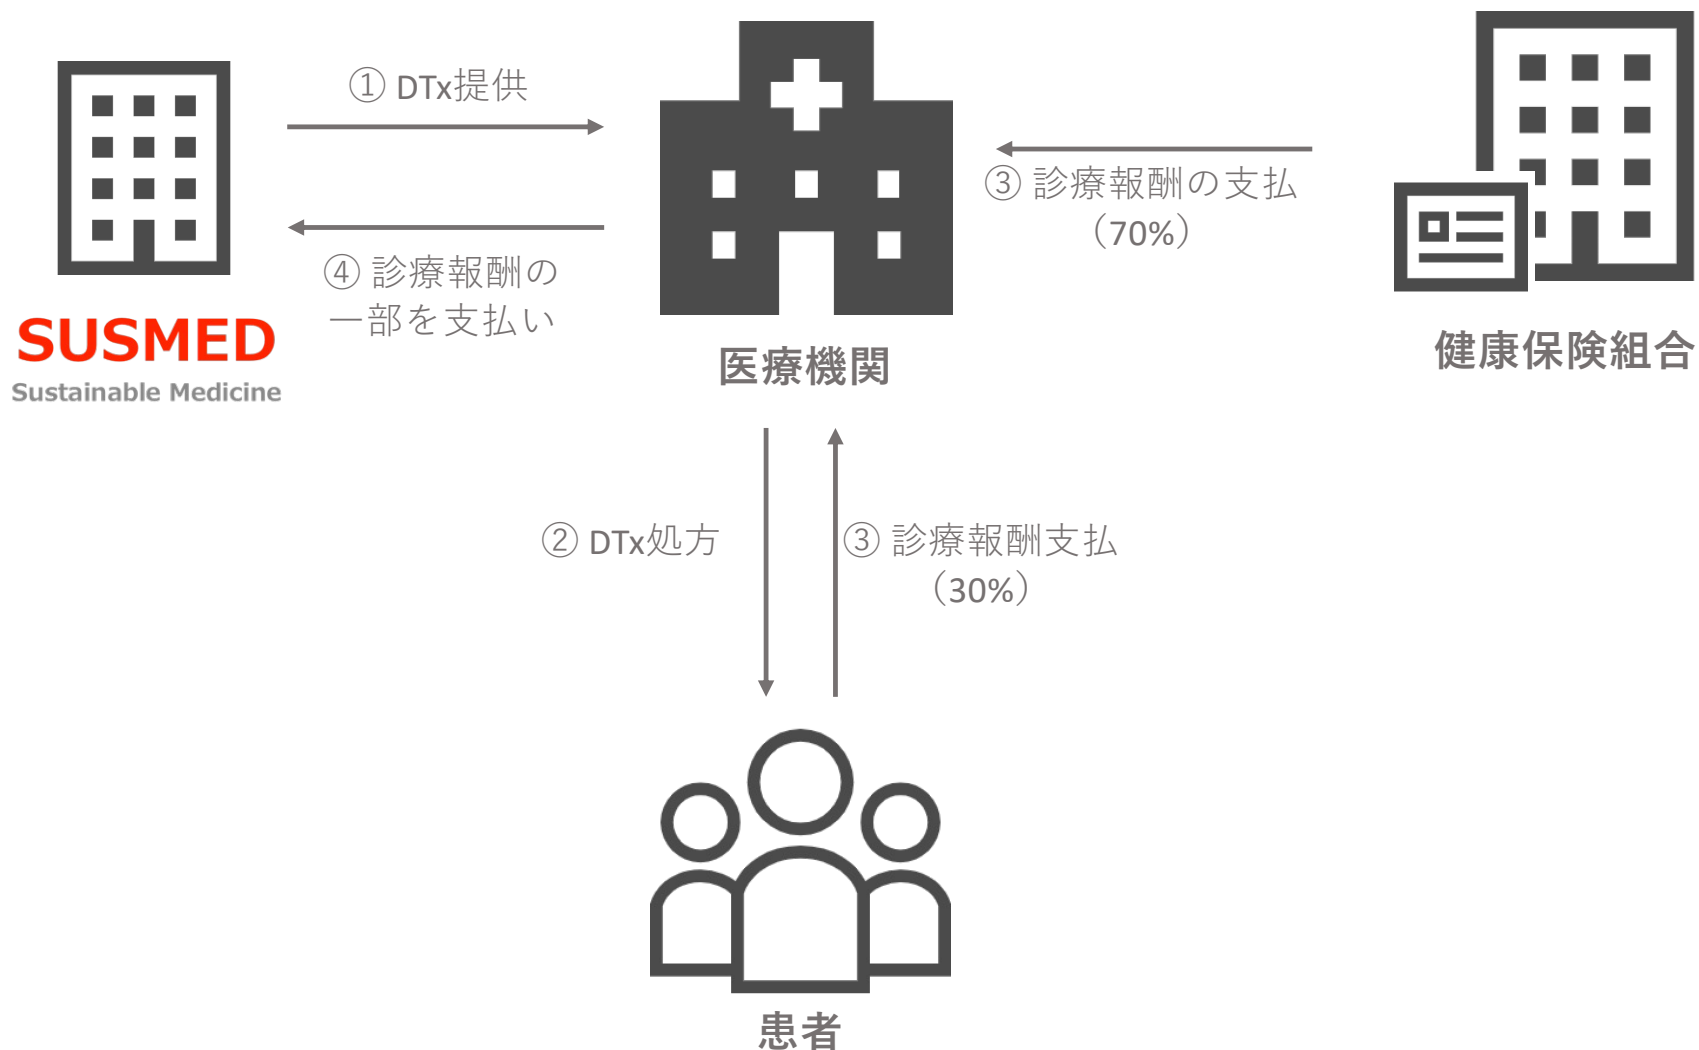 ① DTx提供
③ 診療報酬の支払
（70%）
④ 診療報酬の
一部を支払い
SUSMED
Sustainable Medicine
医療機関
健康保険組合
② DTx処方
③ 診療報酬支払
（30%）
患者